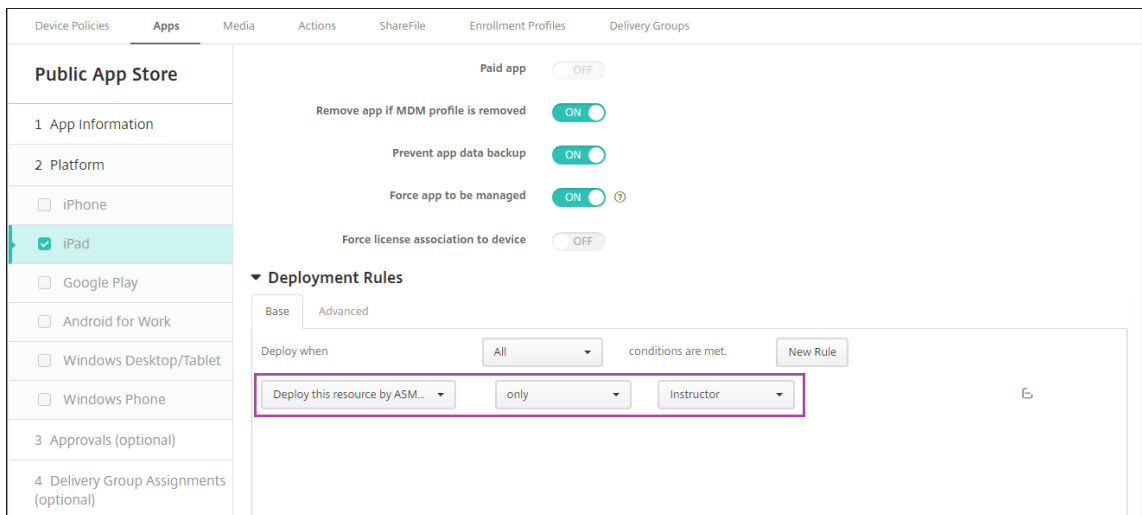 Device Policies Apps Media Actions ShareFile Enrollment Profiles Delivery Groups
Public App Store
1 App Information
2 Platform
iPhone
iPad
Google Play
Android for Work
Windows Desktop/Tablet
Windows Phone
3 Approvals (optional)
4 Delivery Group Assignments
(optional)
Paid app OFF
Remove app if MDM profile is removed ON
Prevent app data backup ON
Force app to be managed ON ?
Force license association to device OFF
Deployment Rules
Base Advanced
Deploy when All conditions are met. New Rule
Deploy this resource by ASM... only Instructor